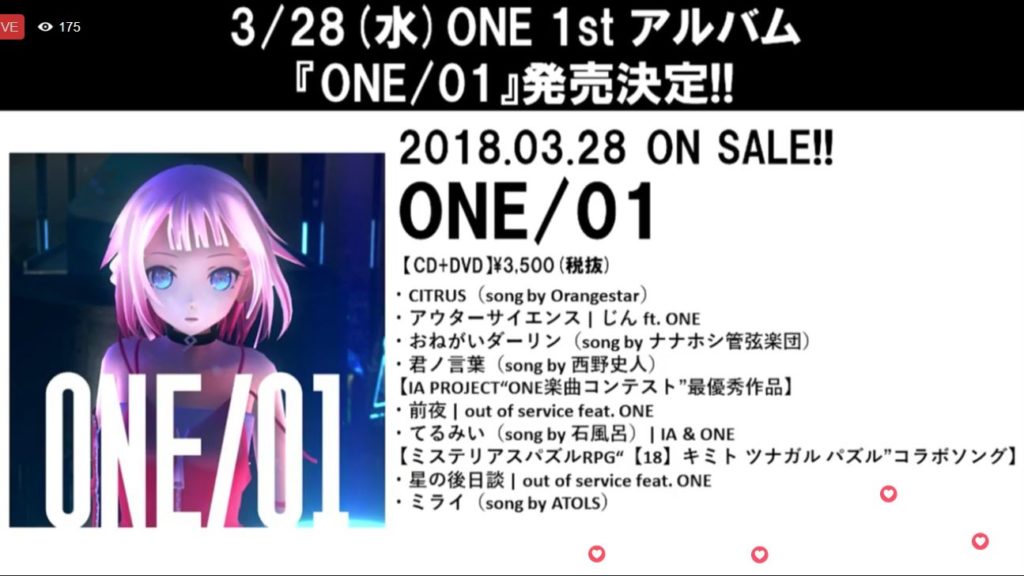 VE 175
3/28(水)ONE 1st アルバム
『ONE/01』発売決定!!
2018.03.28 ON SALE!!
ONE/01
【CD+DVD】¥3,500(税抜)
・CITRUS（song by Orangestar）
・アウターサイエンス | じん ft. ONE
・おねがいダーリン（song by ナナホシ管弦楽団）
・君ノ言葉（song by 西野史人）
【IA PROJECT“ONE楽曲コンテスト”最優秀作品】
・前夜 | out of service feat. ONE
・てるみい（song by 石風呂）| IA & ONE
【ミステリアスパズルRPG“【18】キミト ツナガル パズル”コラボソング】
・星の後日談 | out of service feat. ONE
・ミライ（song by ATOLS）
ONE/01